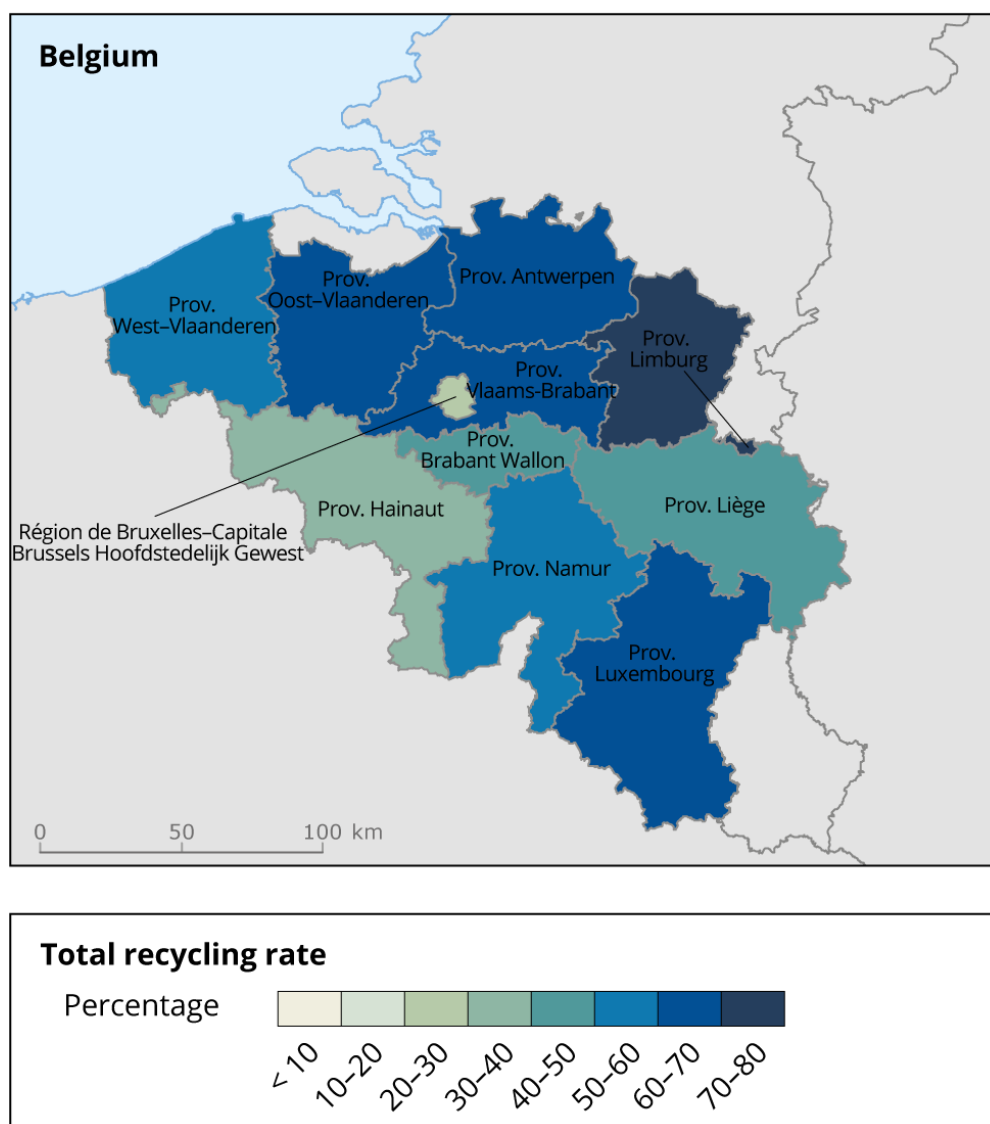 Belgium
Prov.
Oost–Vlaanderen
Prov. Antwerpen
Prov.
West–Vlaanderen
Prov.
Limburg
Prov.
Vlaams-Brabant
Prov.
Brabant Wallon
Prov. Hainaut
Prov. Liège
Région de Bruxelles–Capitale
Brussels Hoofdstedelijk Gewest
Prov. Namur
Prov.
Luxembourg
0 50 100 km
Total recycling rate
Percentage
< 10 10–20 20–30 30–40 40–50 50–60 60–70 70–80